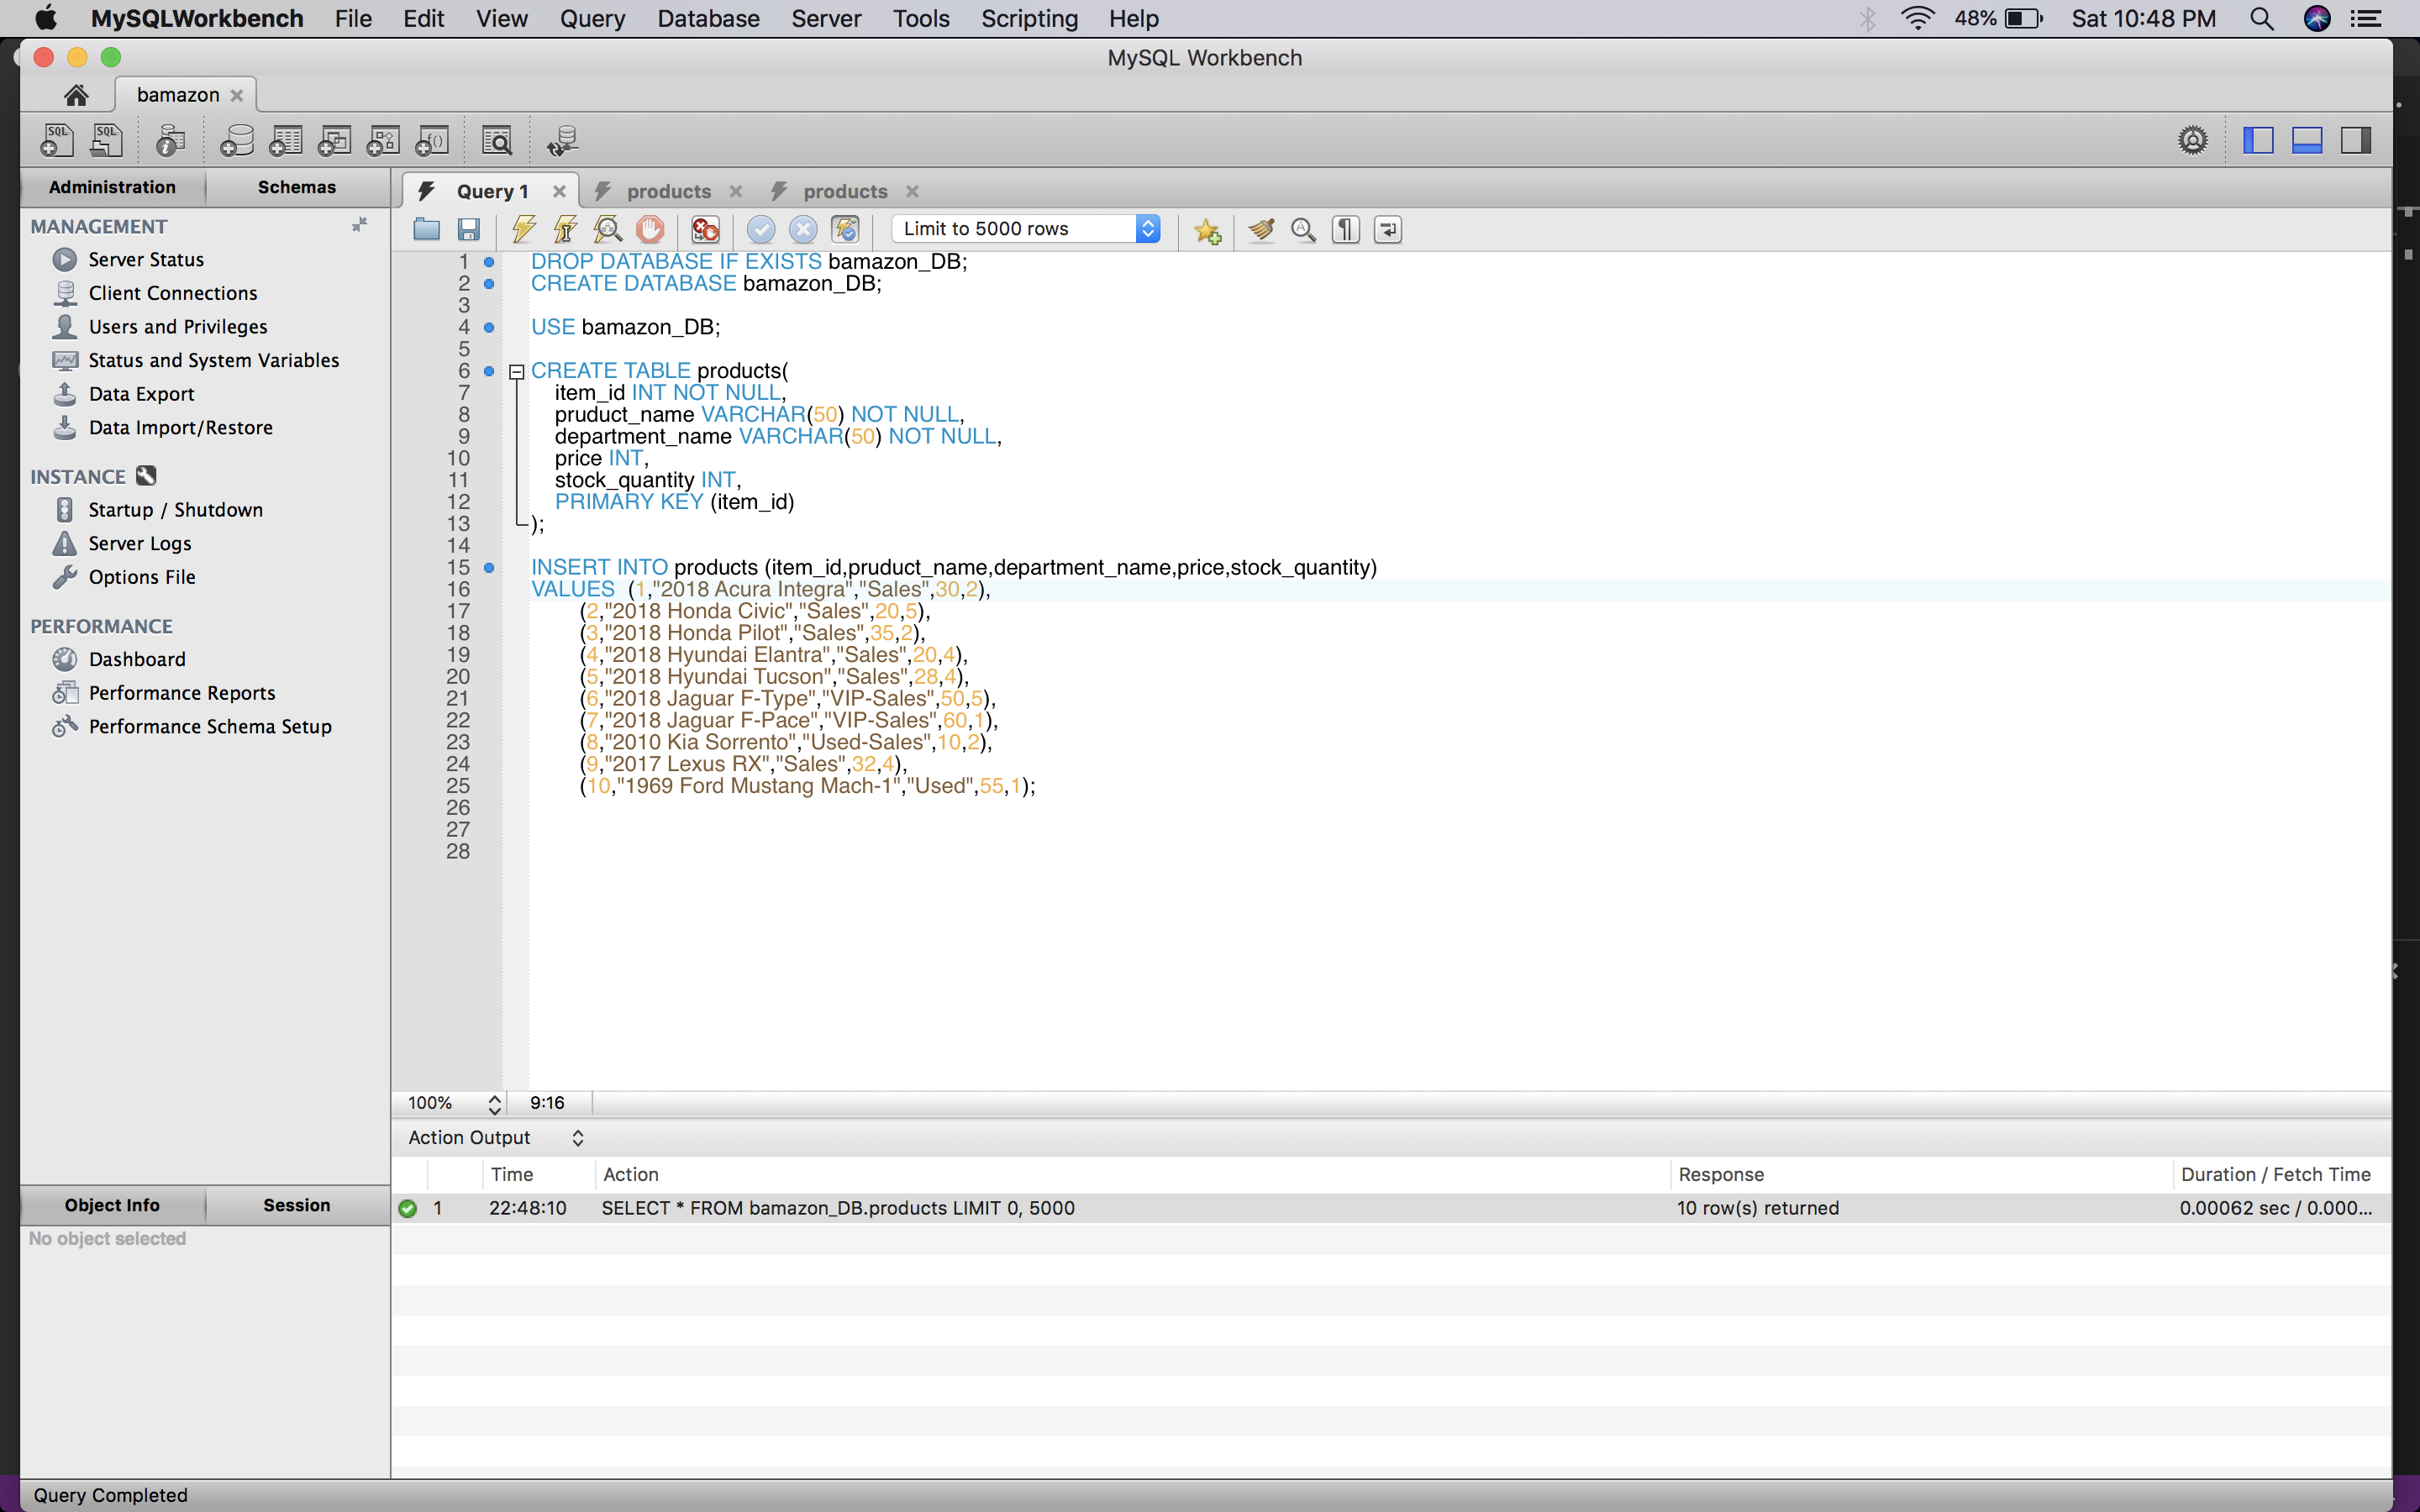 MySQLWorkbench File Edit View Query Database Server Tools Scripting Help 48% Sat 10:48 PM
MySQL Workbench
bamazon
SQL SQL
Administration Schemas
MANAGEMENT
Server Status
Client Connections
Users and Privileges
Status and System Variables
Data Export
Data Import/Restore
INSTANCE
Startup / Shutdown
Server Logs
Options File
PERFORMANCE
Dashboard
Performance Reports
Performance Schema Setup
Object Info Session
No object selected
Query 1 products products
Limit to 5000 rows
1 DROP DATABASE IF EXISTS bamazon_DB;
2 CREATE DATABASE bamazon_DB;
3
4 USE bamazon_DB;
5
6 CREATE TABLE products(
7 item_id INT NOT NULL,
8 pruduct_name VARCHAR(50) NOT NULL,
9 department_name VARCHAR(50) NOT NULL,
10 price INT,
11 stock_quantity INT,
12 PRIMARY KEY (item_id)
13 );
14
15 INSERT INTO products (item_id,pruduct_name,department_name,price,stock_quantity)
16 VALUES (1,"2018 Acura Integra","Sales",30,2),
17 (2,"2018 Honda Civic","Sales",20,5),
18 (3,"2018 Honda Pilot","Sales",35,2),
19 (4,"2018 Hyundai Elantra","Sales",20,4),
20 (5,"2018 Hyundai Tucson","Sales",28,4),
21 (6,"2018 Jaguar F-Type","VIP-Sales",50,5),
22 (7,"2018 Jaguar F-Pace","VIP-Sales",60,1),
23 (8,"2010 Kia Sorrento","Used-Sales",10,2),
24 (9,"2017 Lexus RX","Sales",32,4),
25 (10,"1969 Ford Mustang Mach-1","Used",55,1);
26
27
28
100% 9:16
Action Output
Time Action Response Duration / Fetch Time
1 22:48:10 SELECT * FROM bamazon_DB.products LIMIT 0, 5000 10 row(s) returned 0.00062 sec / 0.000...
Query Completed